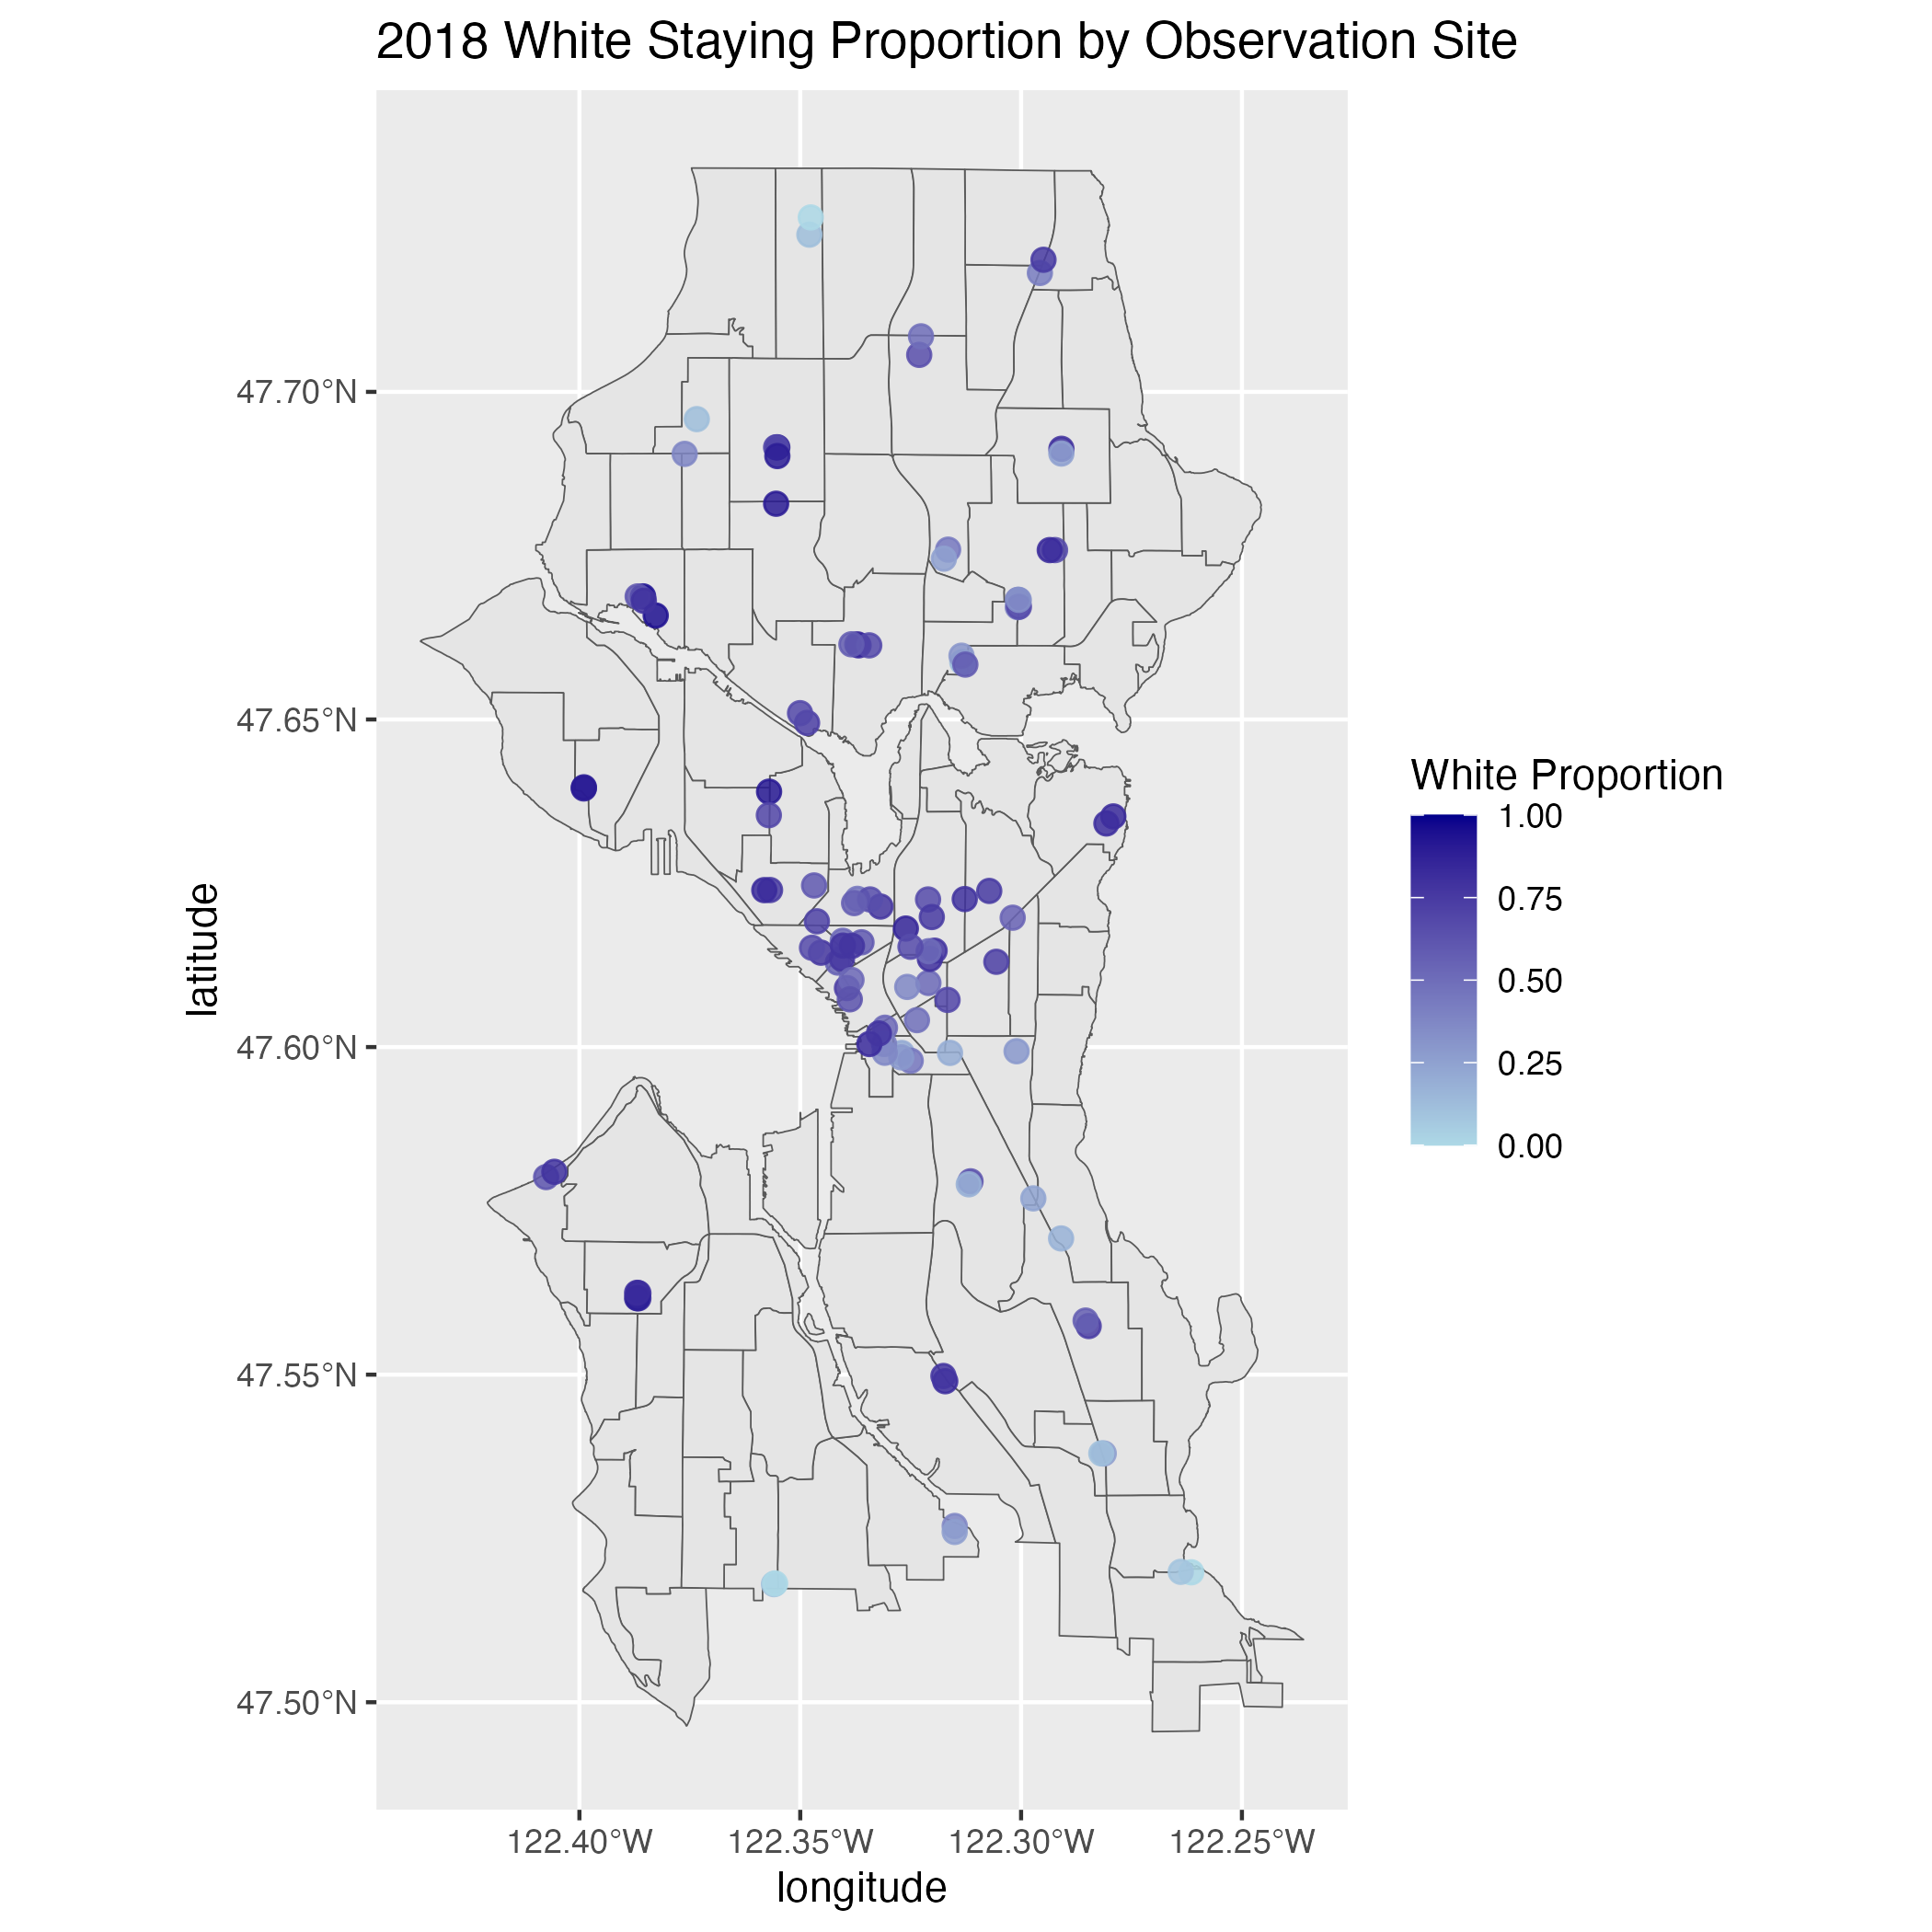 2018 White Staying Proportion by Observation Site
47.70°N
47.65°N
47.60°N
47.55°N
47.50°N
latitude
122.40°W
122.35°W
122.30°W
122.25°W
longitude
White Proportion
1.00
0.75
0.50
0.25
0.00